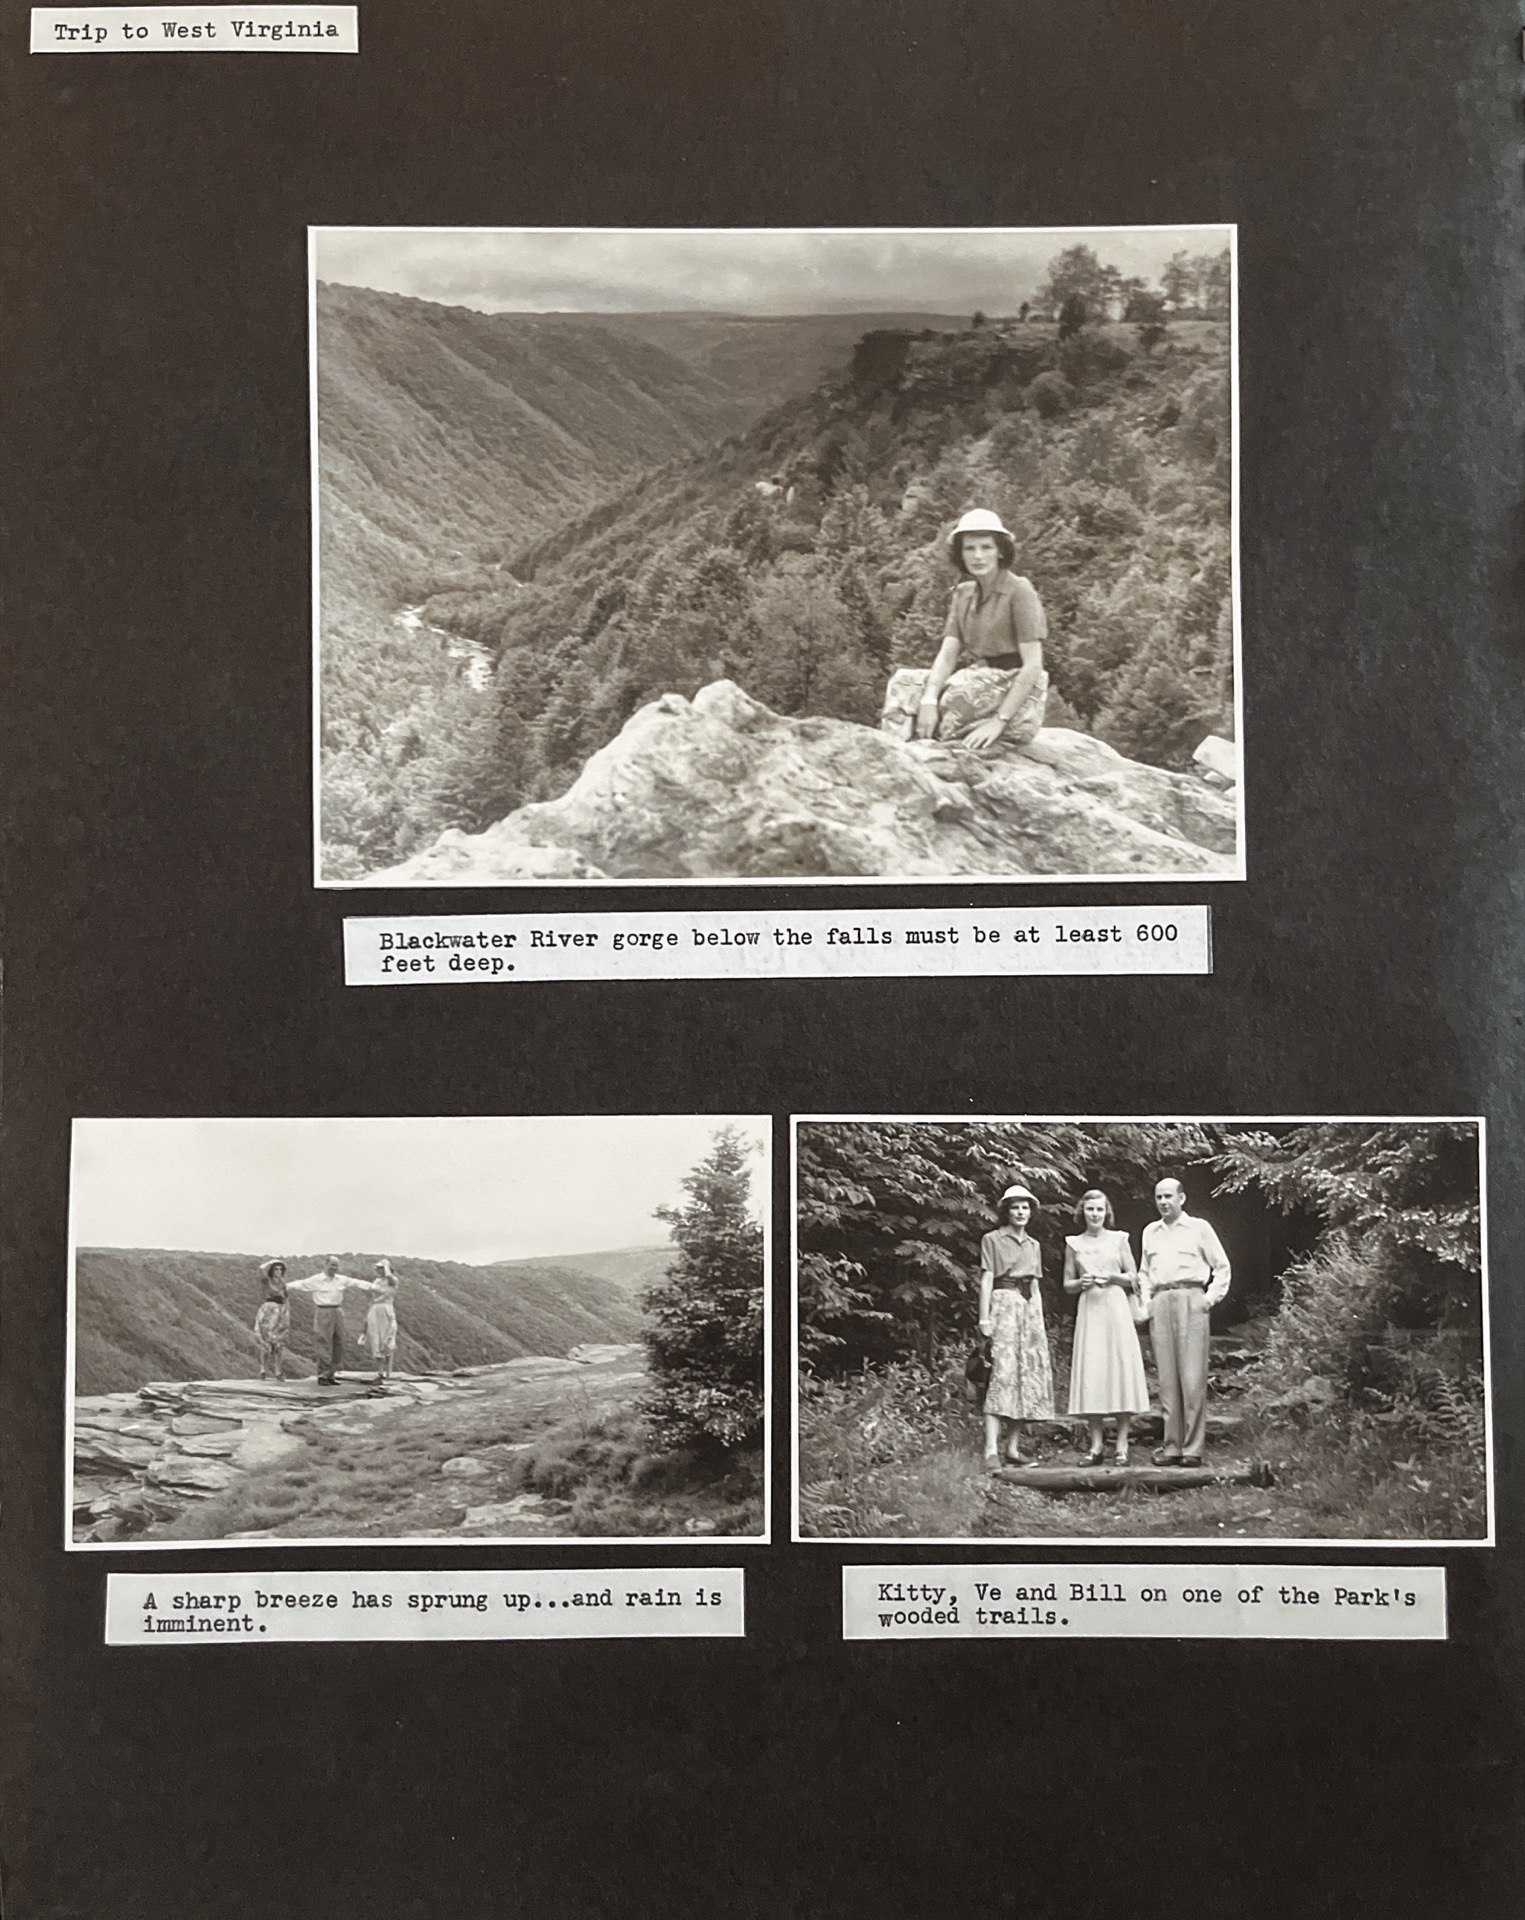 Trip to West Virginia
Blackwater River gorge below the falls must be at least 600
feet deep.
A sharp breeze has sprung up...and rain is
imminent.
Kitty, Ve and Bill on one of the Park's
wooded trails.